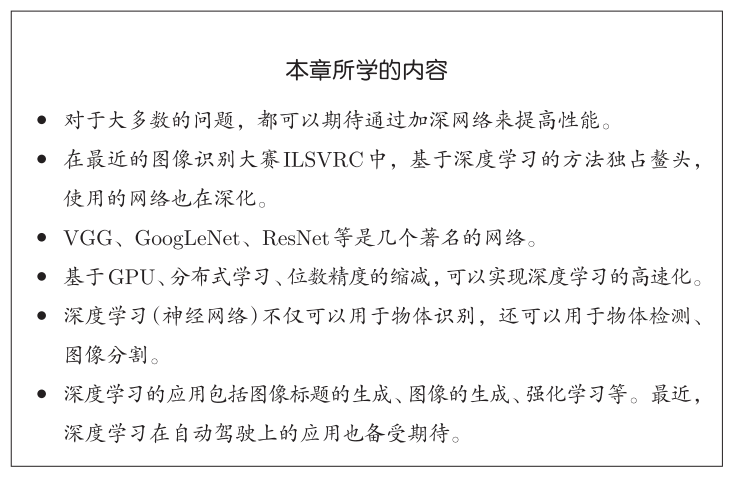 本章所学的内容
● 对于大多数的问题，都可以期待通过加深网络来提高性能。
● 在最近的图像识别大赛ILSVRC中，基于深度学习的方法独占鳌头，
使用的网络也在深化。
● VGG、GoogLeNet、ResNet等是几个著名的网络。
● 基于GPU、分布式学习、位数精度的缩减，可以实现深度学习的高速化。
● 深度学习(神经网络)不仅可以用于物体识别，还可以用于物体检测、
图像分割。
● 深度学习的应用包括图像标题的生成、图像的生成、强化学习等。最近，
深度学习在自动驾驶上的应用也备受期待。